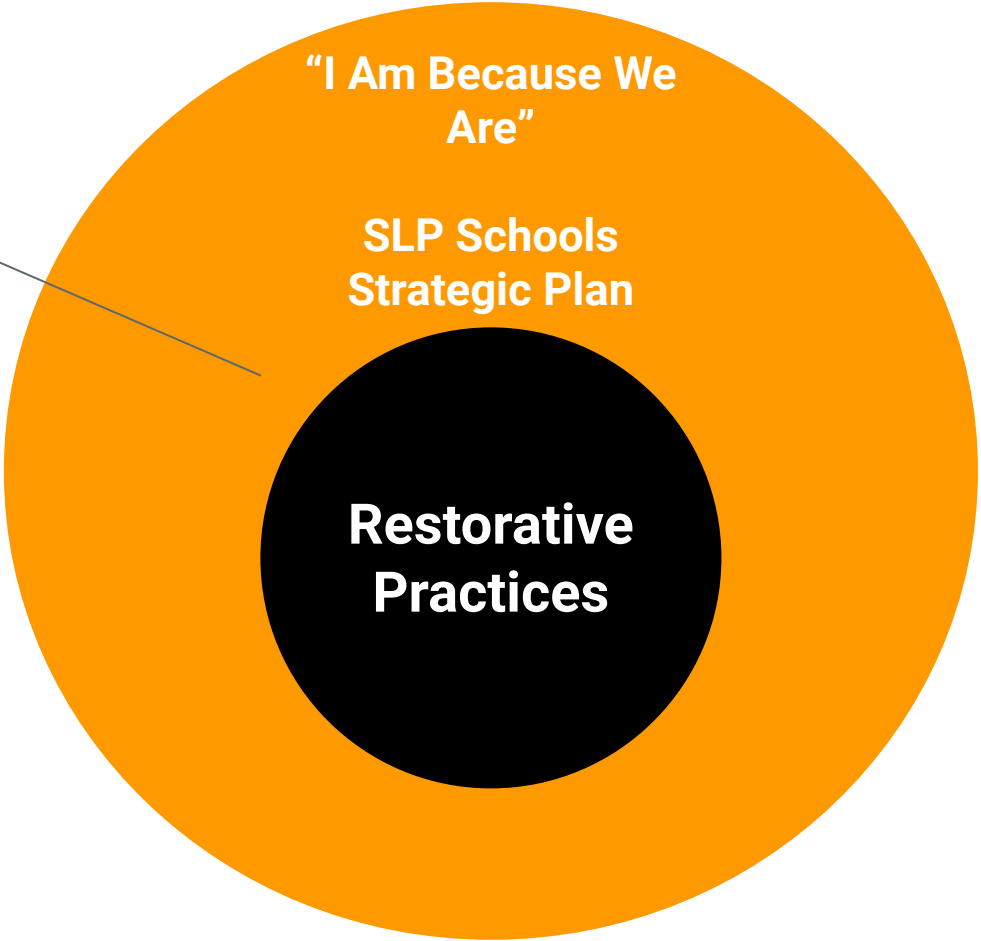 “I Am Because We
Are”
SLP Schools
Strategic Plan
Restorative
Practices